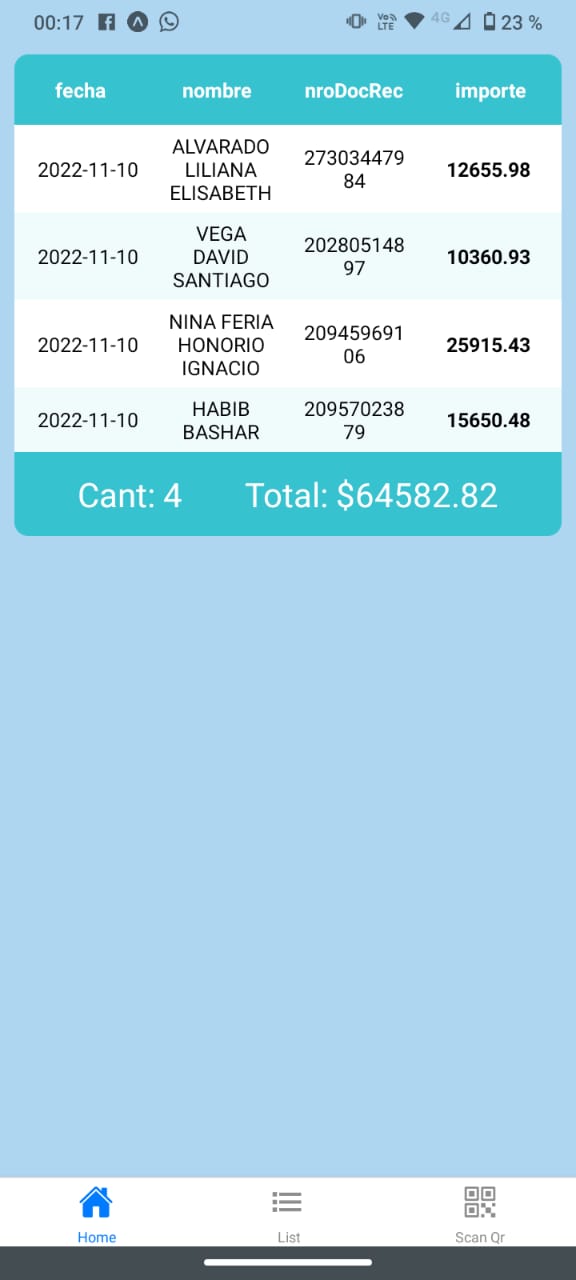 00:17 VoD LTE 4G 23 %
fecha nombre nroDocRec importe
2022-11-10 ALVARADO LILIANA ELISABETH 27303447984 12655.98
2022-11-10 VEGA DAVID SANTIAGO 20280514897 10360.93
2022-11-10 NINA FERIA HONORIO IGNACIO 20945969106 25915.43
2022-11-10 HABIB BASHAR 20957023879 15650.48
Cant: 4 Total: $64582.82
Home List Scan Qr